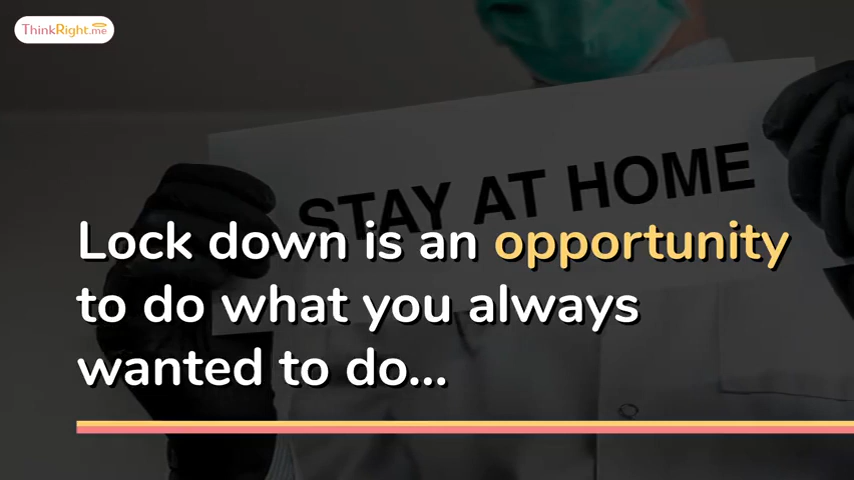 ThinkRight.me
STAY AT HOME
Lock down is an opportunity
to do what you always
wanted to do...